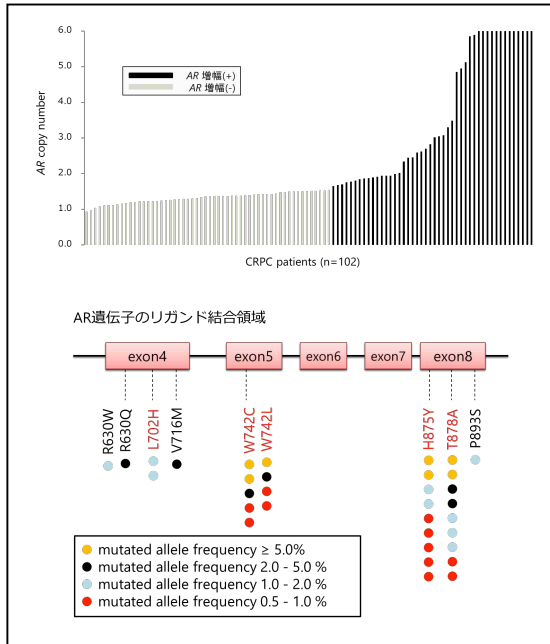 6.0
5.0
4.0
3.0
2.0
1.0
0.0
AR copy number
AR 増幅(+)
AR 増幅(-)
CRPC patients (n=102)
AR遺伝子のリガンド結合領域
exon4
exon5
exon6
exon7
exon8
R630W
R630Q
L702H
V716M
W742C
W742L
H875Y
T878A
P893S
mutated allele frequency ≥ 5.0%
mutated allele frequency 2.0 - 5.0 %
mutated allele frequency 1.0 - 2.0 %
mutated allele frequency 0.5 - 1.0 %